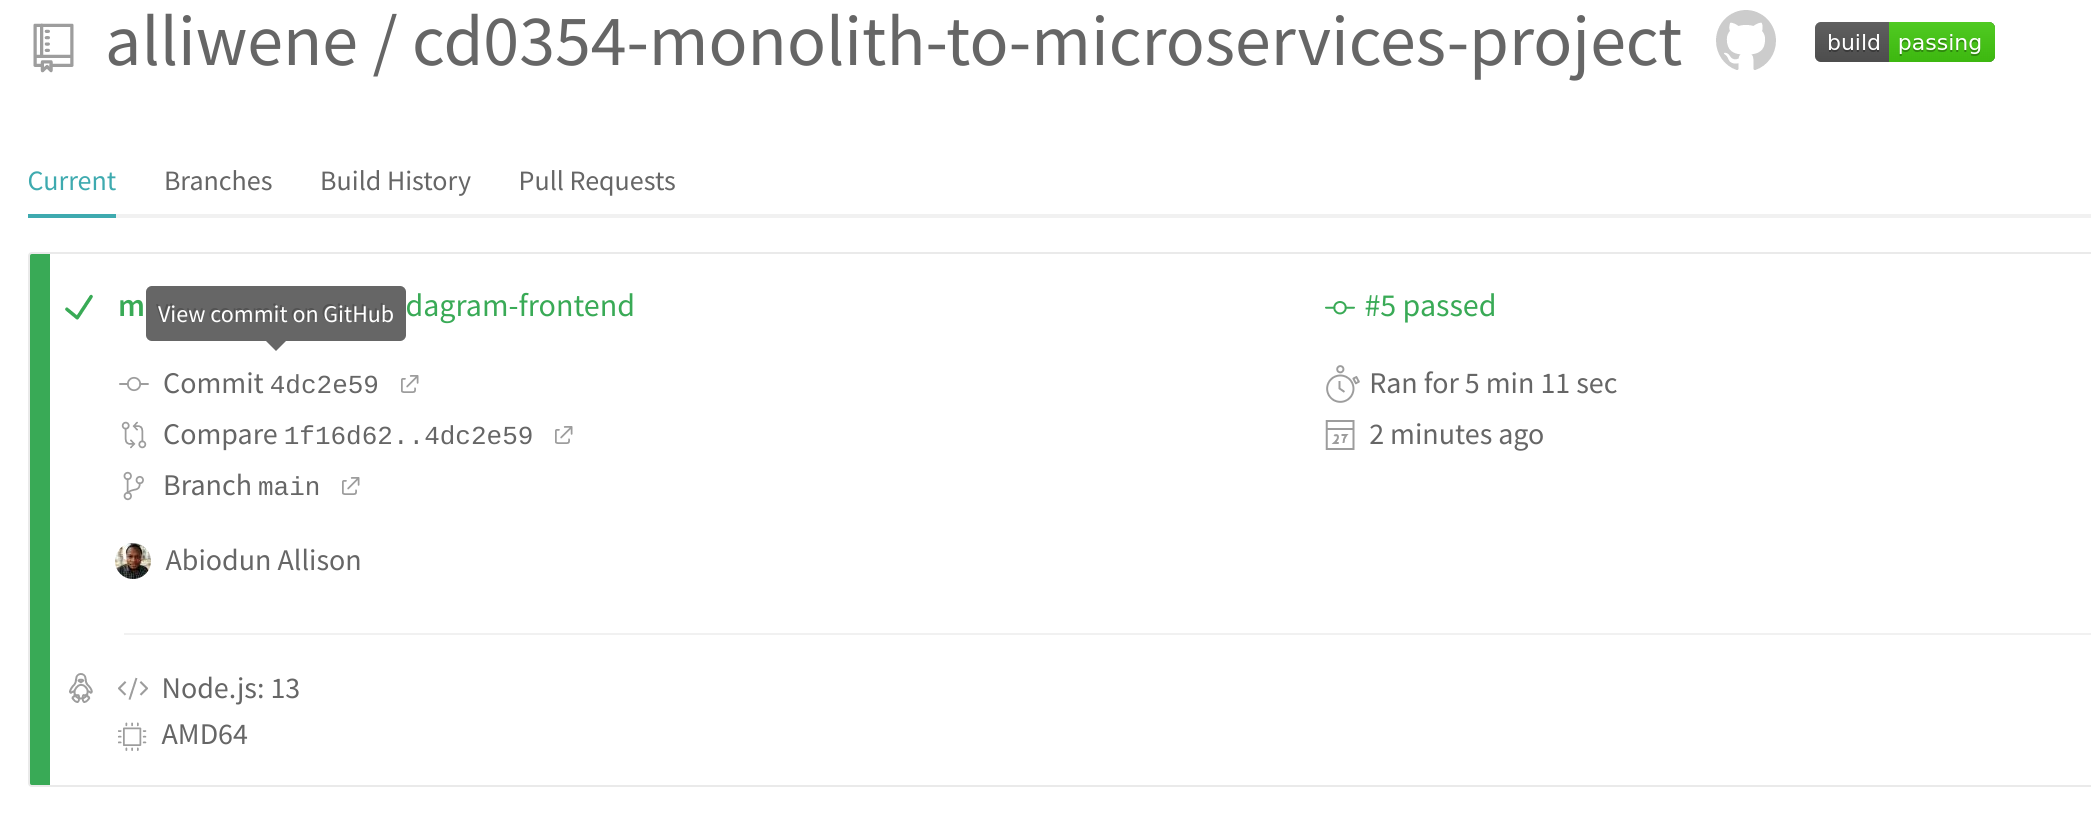 alliwene / cd0354-monolith-to-microservices-project
build passing
Current Branches Build History Pull Requests
View commit on GitHub
dagram-frontend
#5 passed
Commit 4dc2e59
Ran for 5 min 11 sec
Compare 1f16d62..4dc2e59
27
2 minutes ago
Branch main
Abiodun Allison
</> Node.js: 13
AMD64